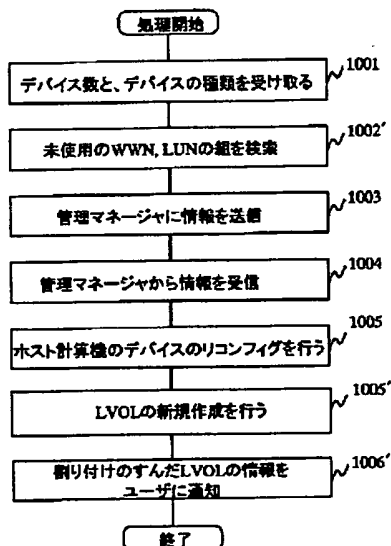 処理開始
デバイス数と、デバイスの種類を受け取る
1001
未使用のWWN, LUNの組を検索
1002'
管理マネージャに情報を送信
1003
管理マネージャから情報を受信
1004
ホスト計算機のデバイスのリコンフィグを行う
1005
LVOLの新規作成を行う
1005'
割り付けのすんだLVOLの情報を
ユーザに通知
1006'
終了